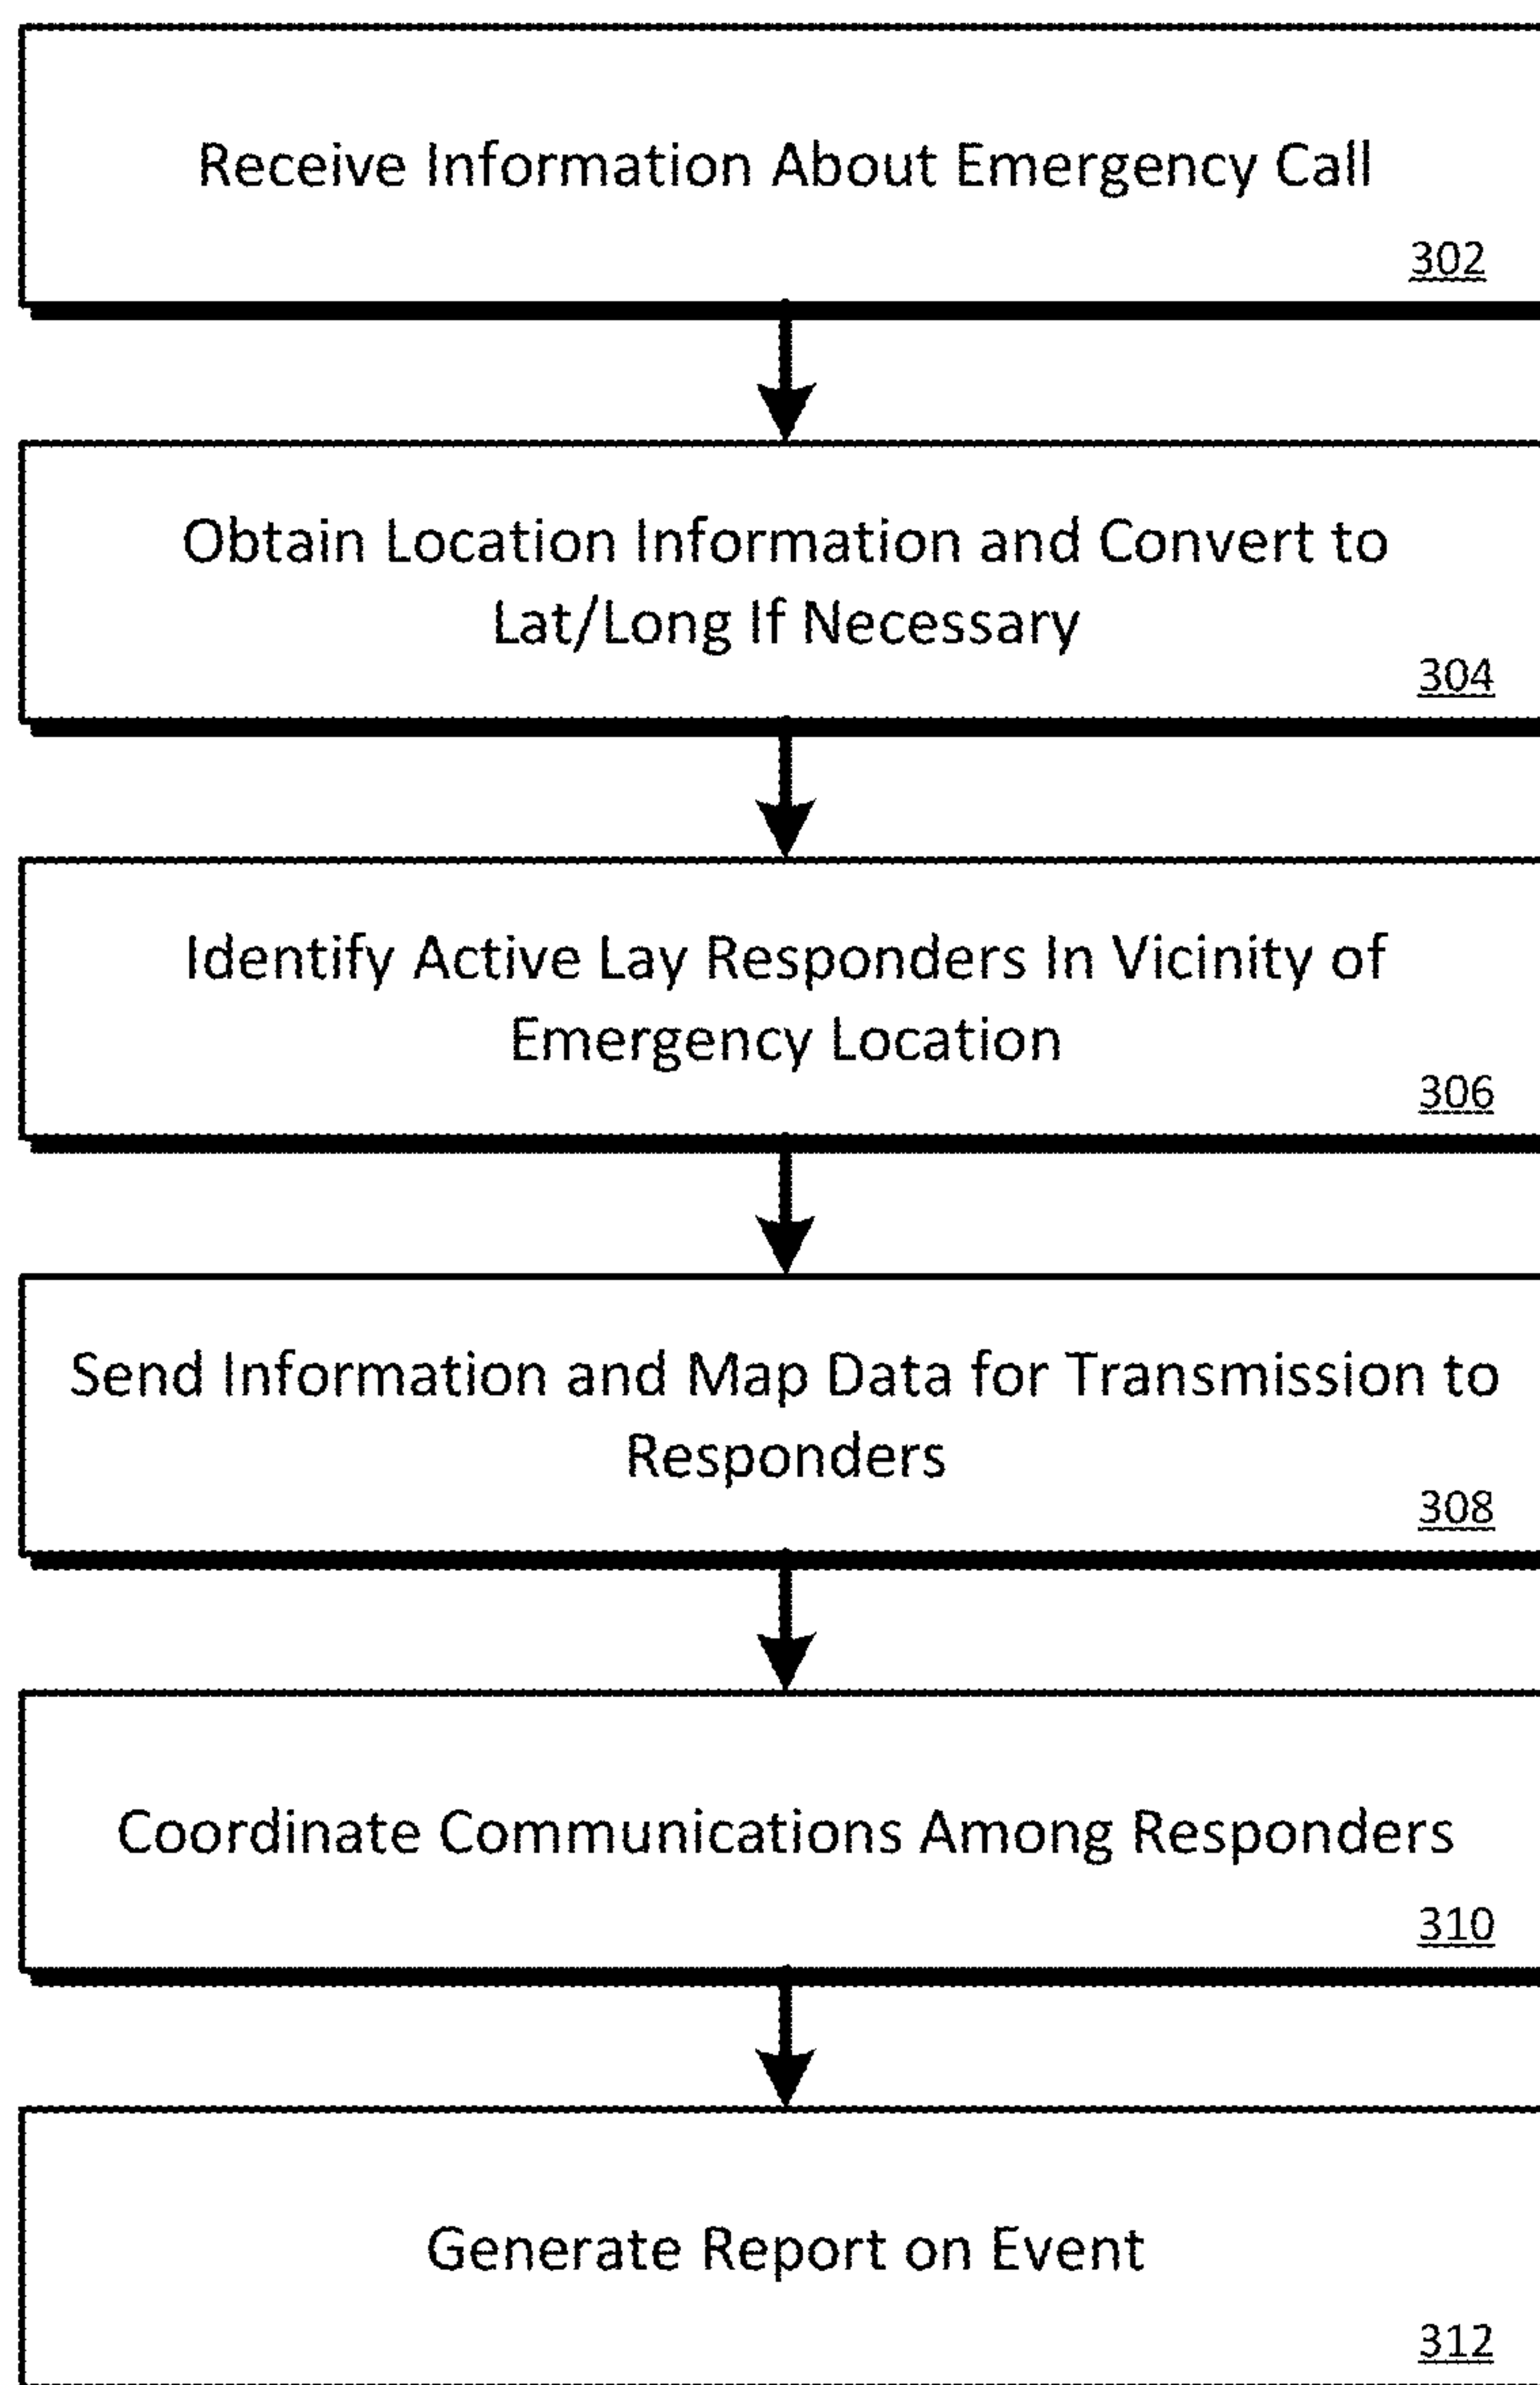 Receive Information About Emergency Call
302
Obtain Location Information and Convert to
Lat/Long If Necessary
304
Identify Active Lay Responders In Vicinity of
Emergency Location
306
Send Information and Map Data for Transmission to
Responders
308
Coordinate Communications Among Responders
310
Generate Report on Event
312